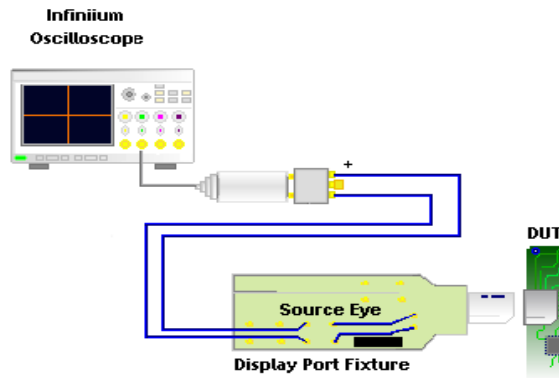 Infiniium
Oscilloscope
+
DUT
Source Eye
Display Port Fixture